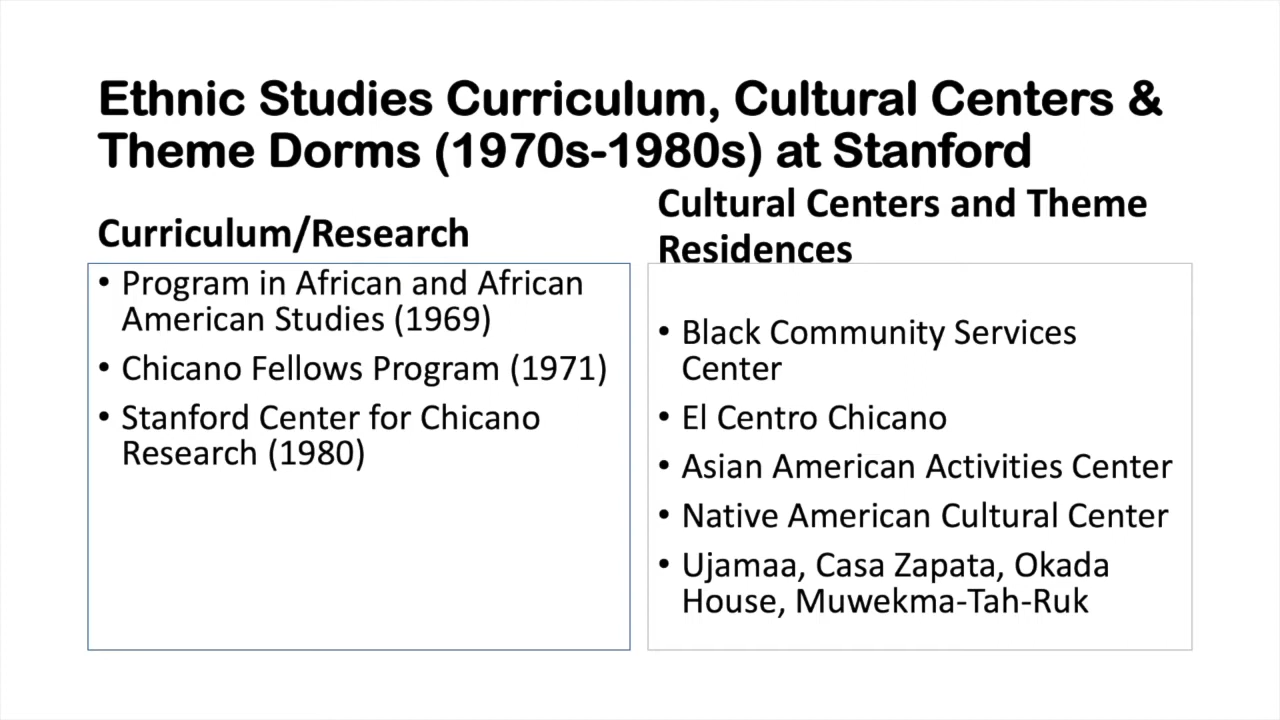 Ethnic Studies Curriculum, Cultural Centers &
Theme Dorms (1970s-1980s) at Stanford
Curriculum/Research
• Program in African and African
American Studies (1969)
• Chicano Fellows Program (1971)
• Stanford Center for Chicano
Research (1980)
Cultural Centers and Theme
Residences
• Black Community Services
Center
• El Centro Chicano
• Asian American Activities Center
• Native American Cultural Center
• Ujamaa, Casa Zapata, Okada
House, Muwekma-Tah-Ruk